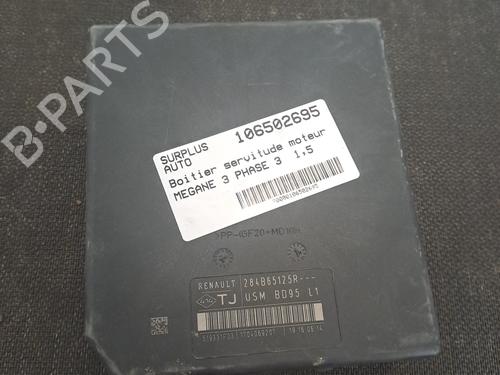 SURPLUS AUTO
106502695
Boitier servitude moteur
MEGANE 3 PHASE 3 1,5
RENAULT 284B65125R---
TJ USM BD95 L1
B-PARTS